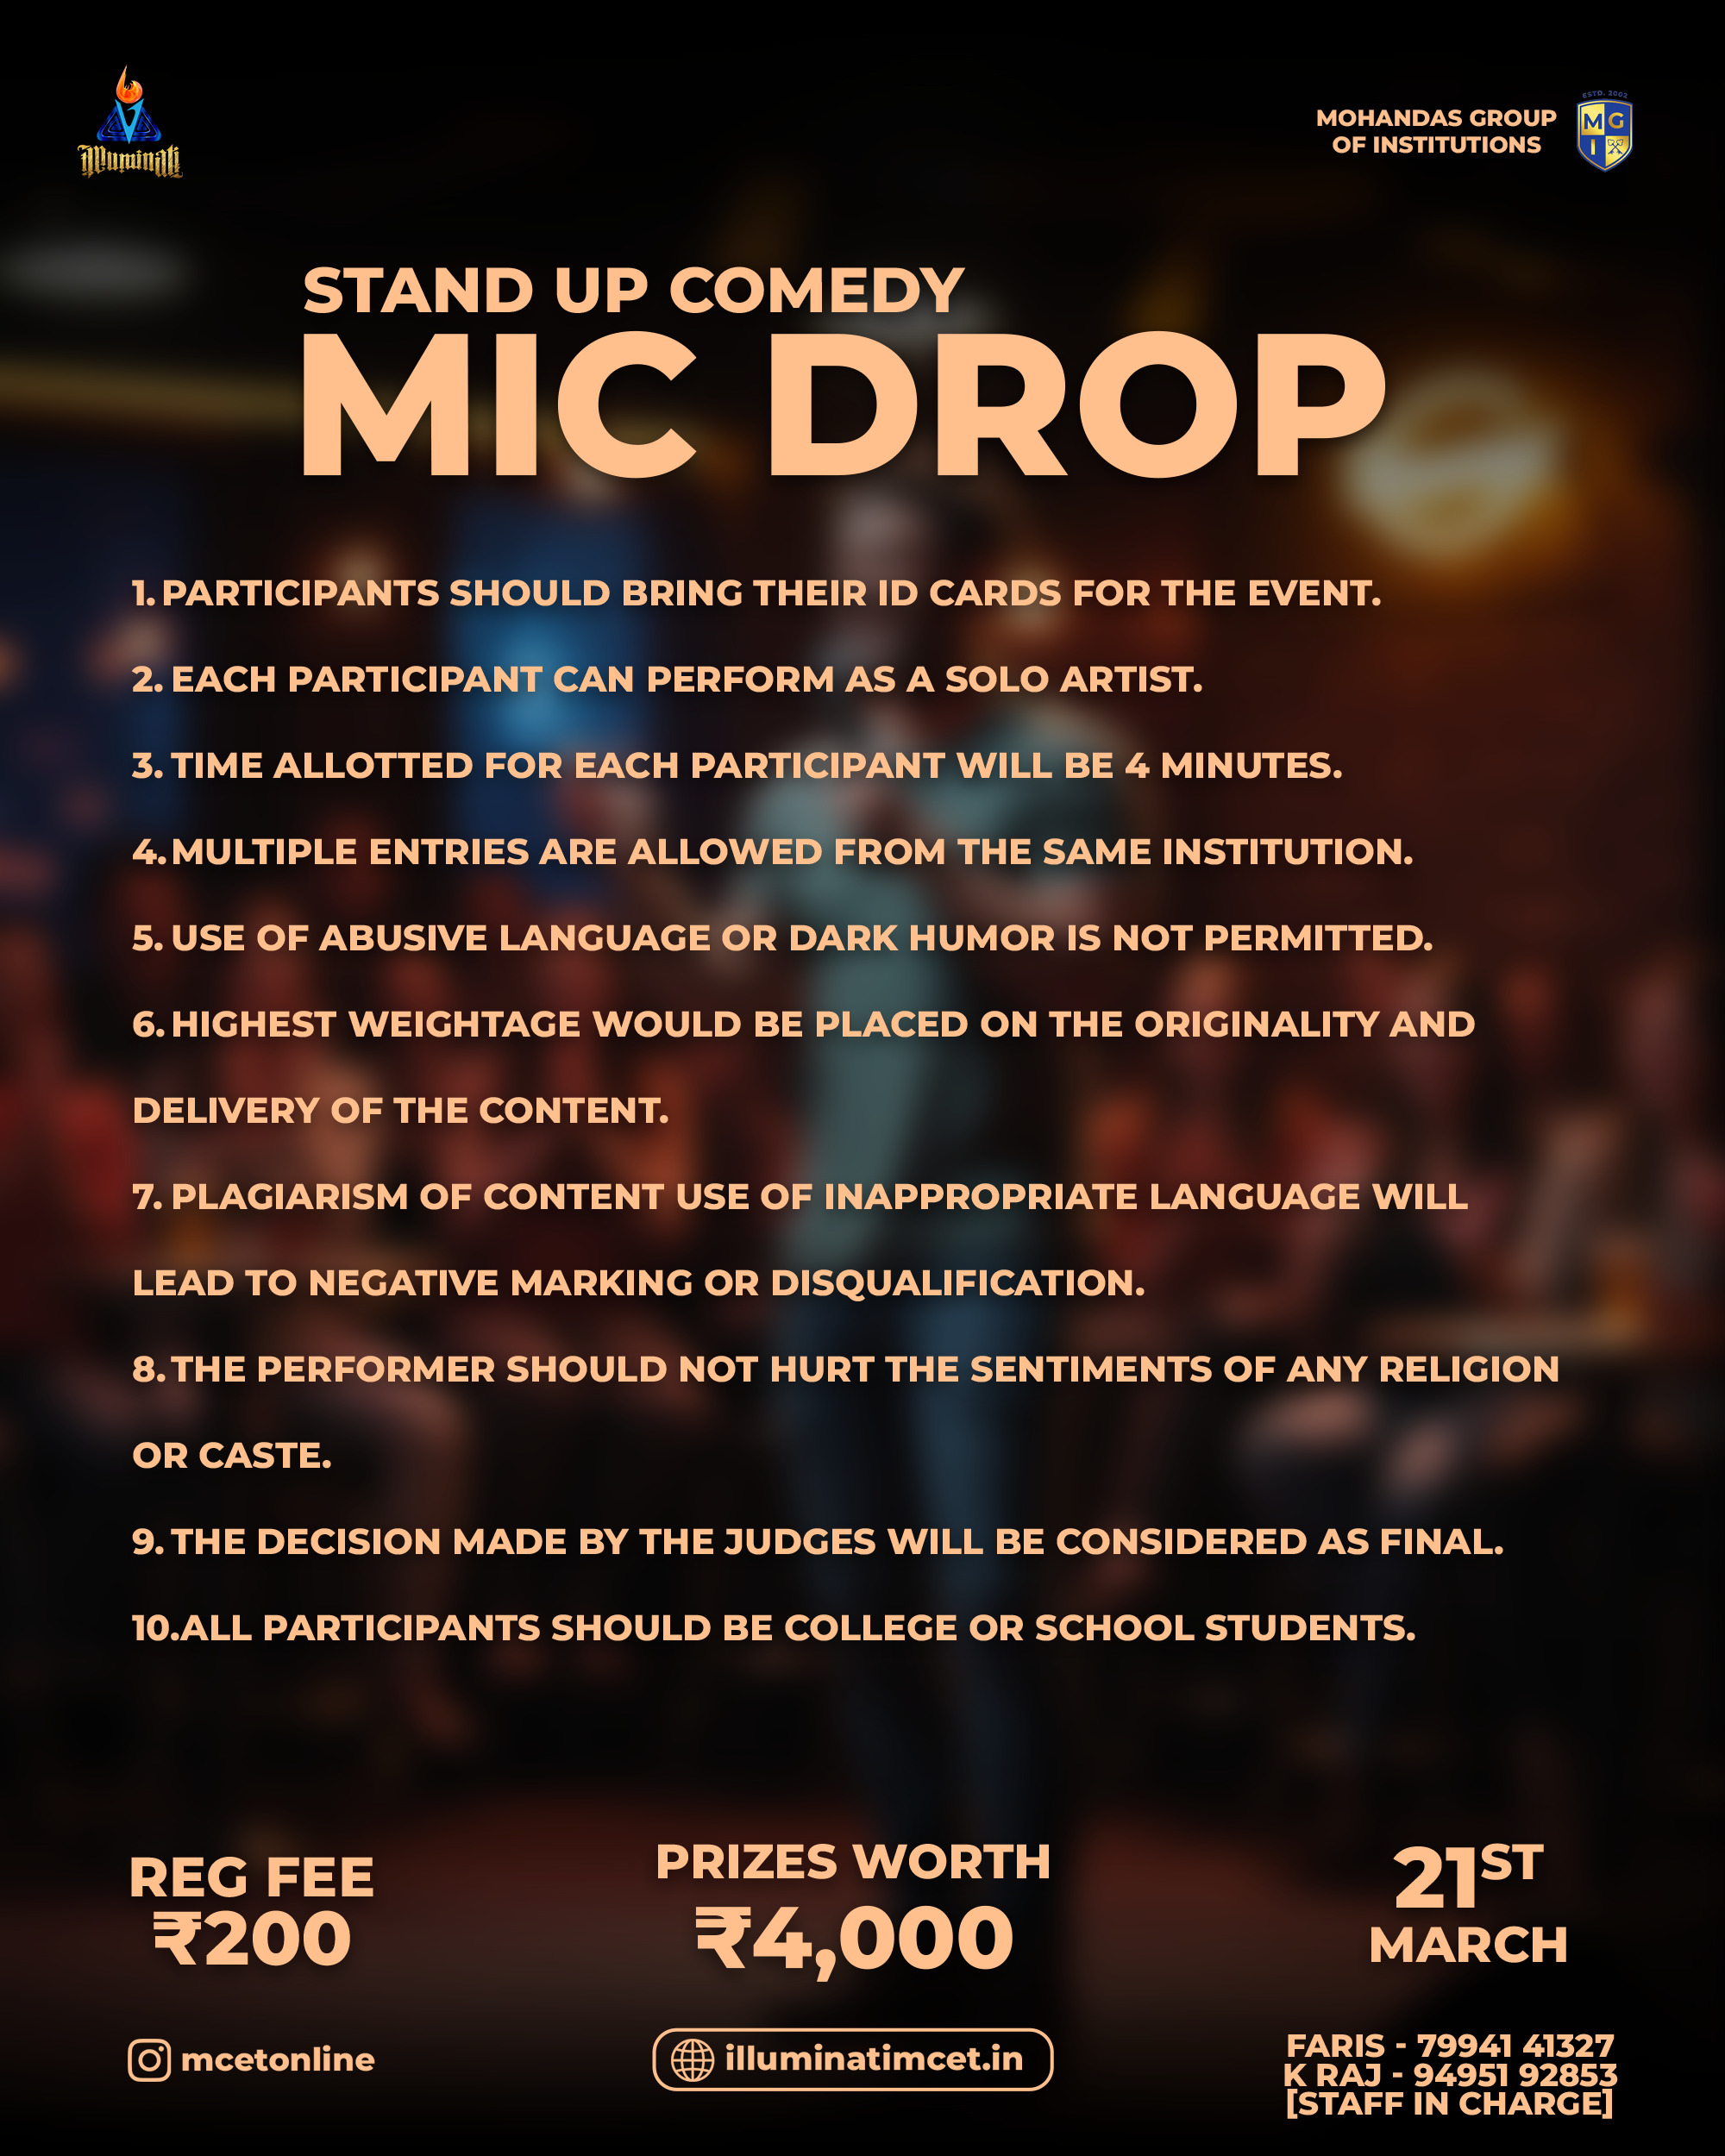 Illuminati
MOHANDAS GROUP
OF INSTITUTIONS
ESTD. 2002
M G
I
STAND UP COMEDY
MIC DROP
1. PARTICIPANTS SHOULD BRING THEIR ID CARDS FOR THE EVENT.
2. EACH PARTICIPANT CAN PERFORM AS A SOLO ARTIST.
3. TIME ALLOTTED FOR EACH PARTICIPANT WILL BE 4 MINUTES.
4. MULTIPLE ENTRIES ARE ALLOWED FROM THE SAME INSTITUTION.
5. USE OF ABUSIVE LANGUAGE OR DARK HUMOR IS NOT PERMITTED.
6. HIGHEST WEIGHTAGE WOULD BE PLACED ON THE ORIGINALITY AND
DELIVERY OF THE CONTENT.
7. PLAGIARISM OF CONTENT USE OF INAPPROPRIATE LANGUAGE WILL
LEAD TO NEGATIVE MARKING OR DISQUALIFICATION.
8. THE PERFORMER SHOULD NOT HURT THE SENTIMENTS OF ANY RELIGION
OR CASTE.
9. THE DECISION MADE BY THE JUDGES WILL BE CONSIDERED AS FINAL.
10.ALL PARTICIPANTS SHOULD BE COLLEGE OR SCHOOL STUDENTS.
REG FEE
₹200
PRIZES WORTH
₹4,000
21ST
MARCH
mcetonline
illuminatimcet.in
FARIS - 79941 41327
K RAJ - 94951 92853
[STAFF IN CHARGE]